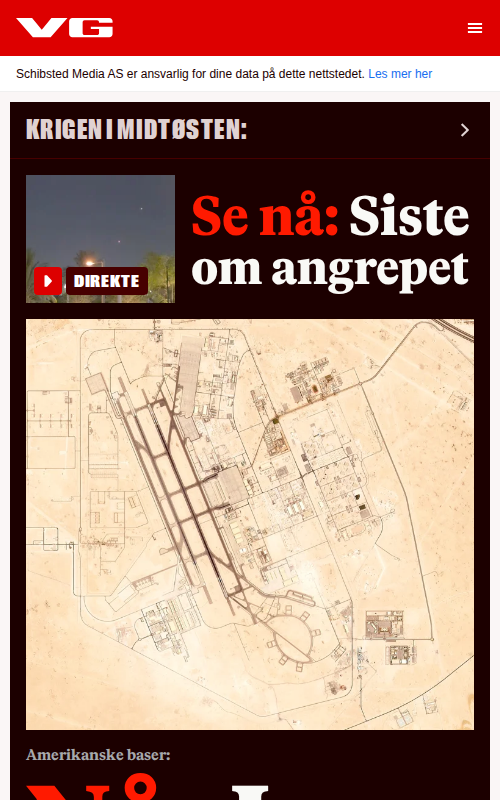 VG
Schibsted Media AS er ansvarlig for dine data på dette nettstedet. Les mer her
KRIGEN I MIDTØSTEN:
DIREKTE
Se nå: Siste
om angrepet
Amerikanske baser: